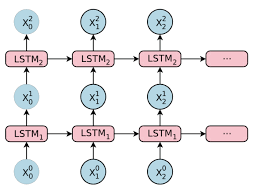 X₀² X₁² X₂²
LSTM₂ LSTM₂ LSTM₂ ...
X₀¹ X₁¹ X₂¹
LSTM₁ LSTM₁ LSTM₁ ...
X₀⁰ X₁⁰ X₂⁰